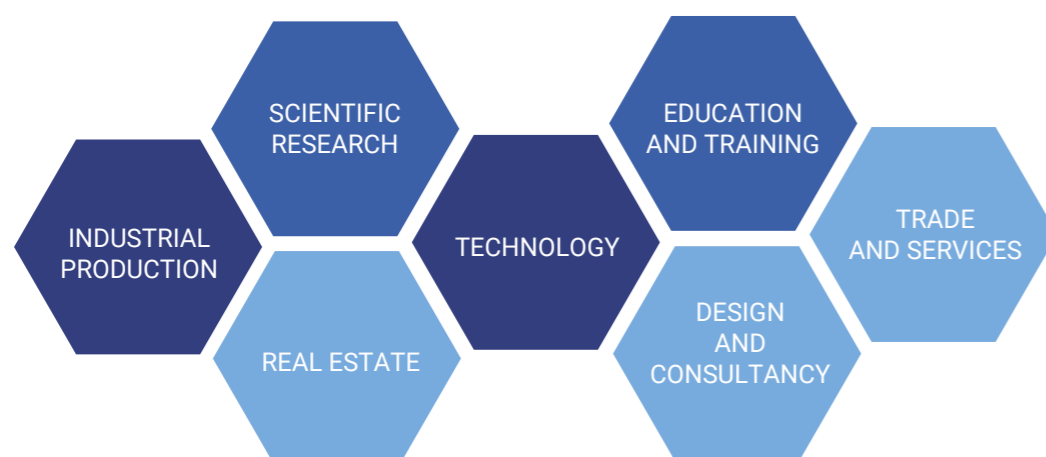 SCIENTIFIC
RESEARCH
EDUCATION
AND TRAINING
INDUSTRIAL
PRODUCTION
TECHNOLOGY
TRADE
AND SERVICES
REAL ESTATE
DESIGN
AND
CONSULTANCY